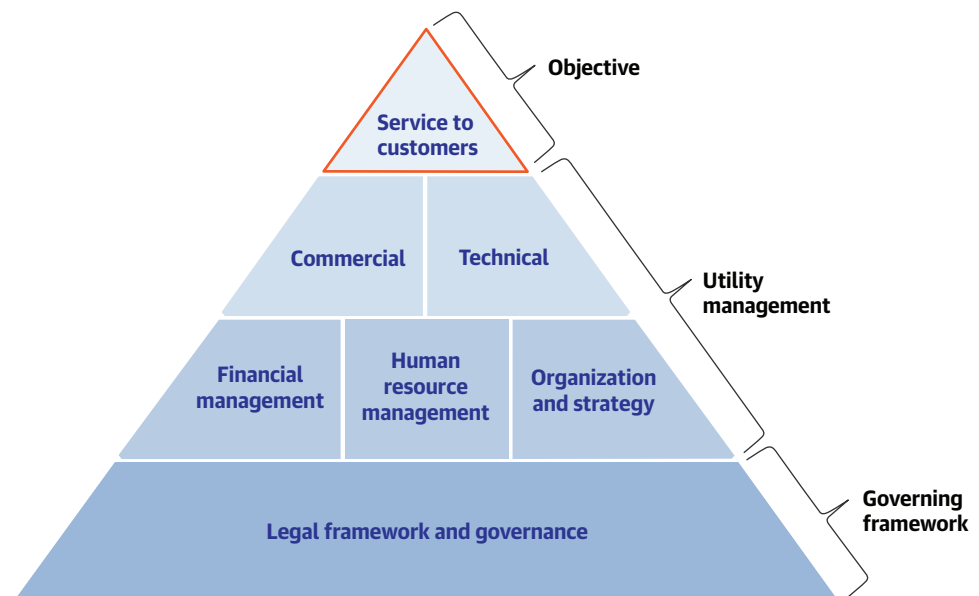 Objective
Service to
customers
Commercial
Technical
Utility
management
Financial
management
Human
resource
management
Organization
and strategy
Governing
framework
Legal framework and governance